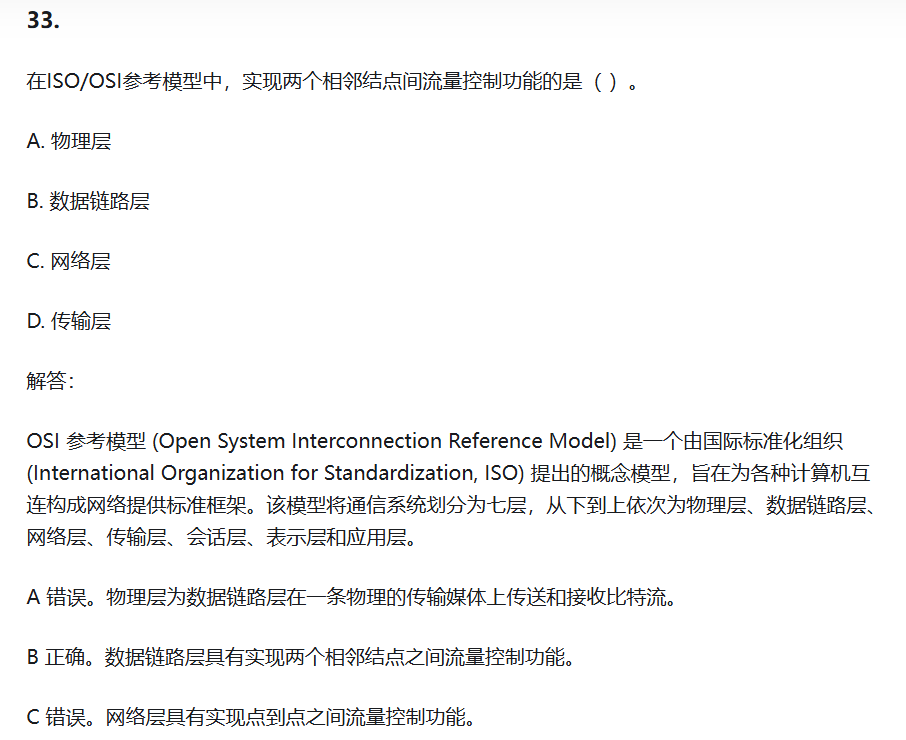 33.
在ISO/OSI参考模型中，实现两个相邻结点间流量控制功能的是（ ）。
A. 物理层
B. 数据链路层
C. 网络层
D. 传输层
解答：
OSI 参考模型 (Open System Interconnection Reference Model) 是一个由国际标准化组织
(International Organization for Standardization, ISO) 提出的概念模型，旨在为各种计算机互
连构成网络提供标准框架。该模型将通信系统划分为七层，从下到上依次为物理层、数据链路层、
网络层、传输层、会话层、表示层和应用层。
A 错误。物理层为数据链路层在一条物理的传输媒体上传送和接收比特流。
B 正确。数据链路层具有实现两个相邻结点之间流量控制功能。
C 错误。网络层具有实现点到点之间流量控制功能。